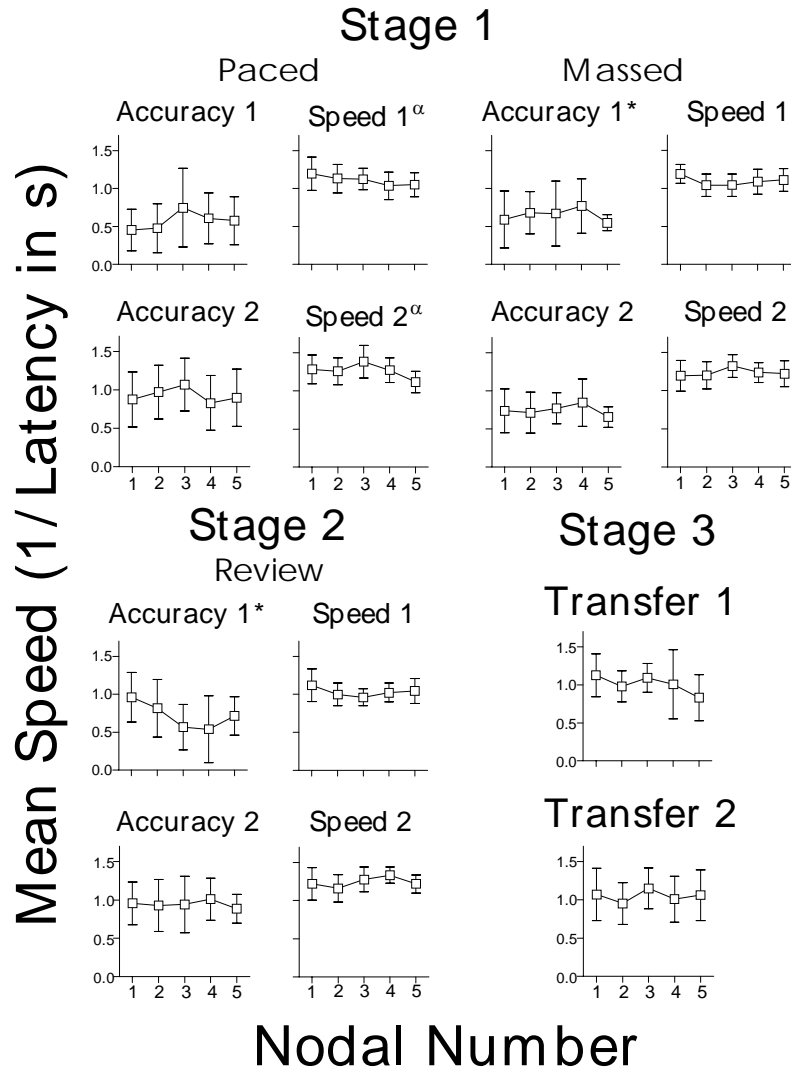 Stage 1
Paced Massed
Accuracy 1 Speed 1α Accuracy 1* Speed 1
1.5
1.0
0.5
0.0
Accuracy 2 Speed 2α Accuracy 2 Speed 2
1.5
1.0
0.5
0.0
1 2 3 4 5 1 2 3 4 5 1 2 3 4 5 1 2 3 4 5
Stage 2 Stage 3
Review
Accuracy 1* Speed 1 Transfer 1
1.5 1.5
1.0 1.0
0.5 0.5
0.0 0.0
Accuracy 2 Speed 2 Transfer 2
1.5 1.5
1.0 1.0
0.5 0.5
0.0 0.0
1 2 3 4 5 1 2 3 4 5 1 2 3 4 5
Mean Speed (1/ Latency in s)
Nodal Number